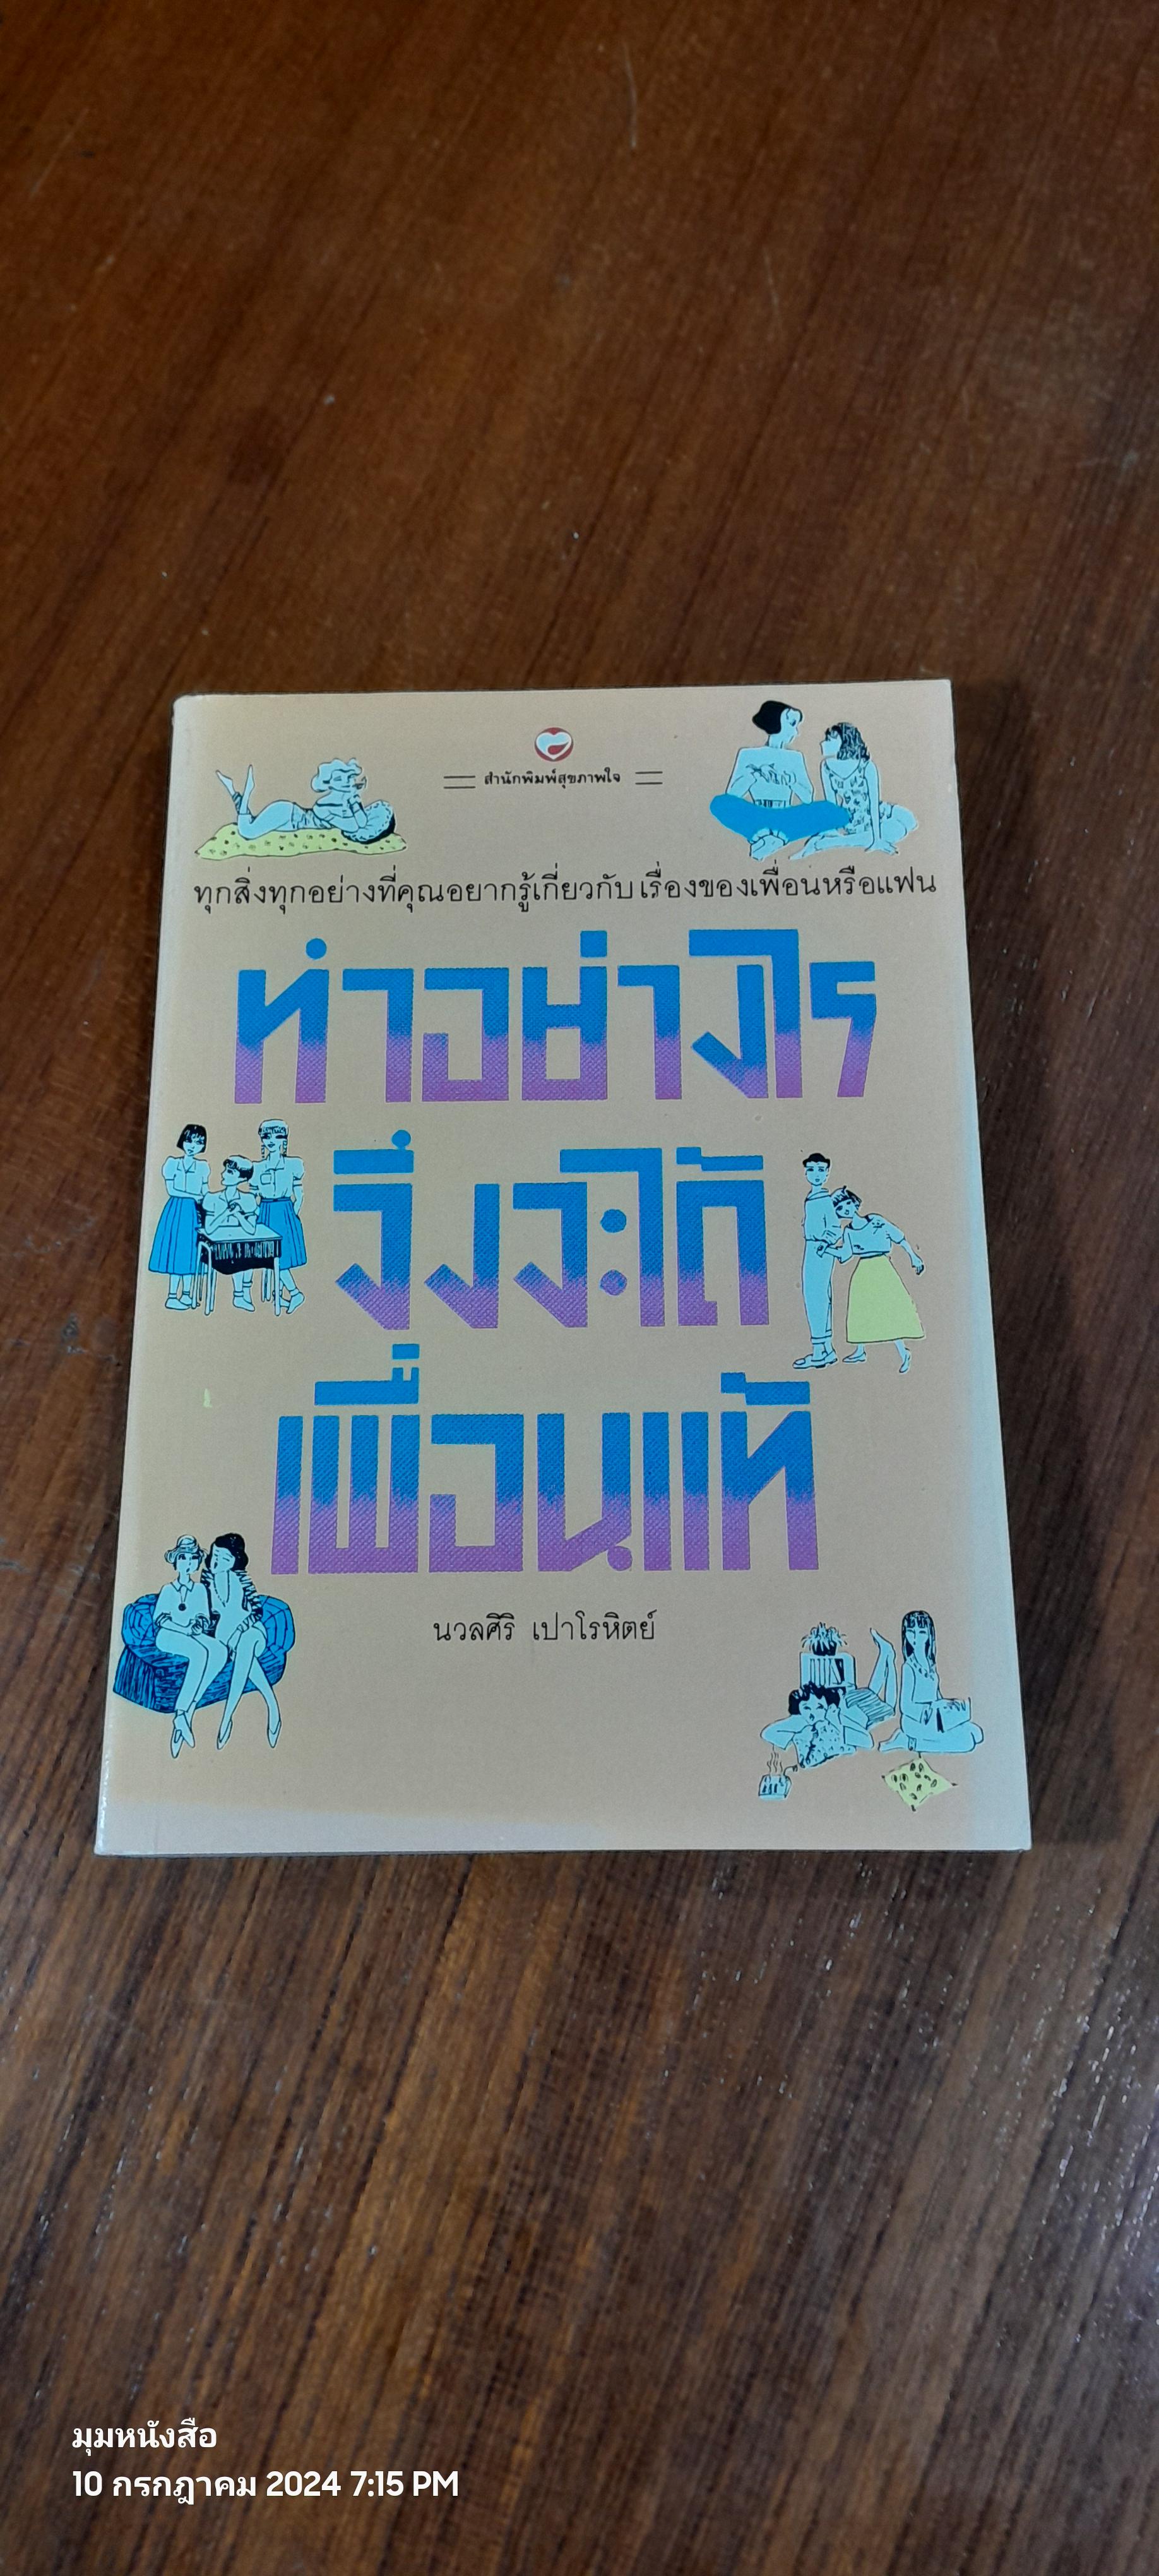 สำนักพิมพ์สุขภาพใจ
ทุกสิ่งทุกอย่างที่คุณอยากรู้เกี่ยวกับ เรื่องของเพื่อนหรือแฟน
ทำอย่างไร
จึงจะได้
เพื่อนแท้
นวลศิริ เปาโรหิตย์
มุมหนังสือ
10 กรกฎาคม 2024 7:15 PM